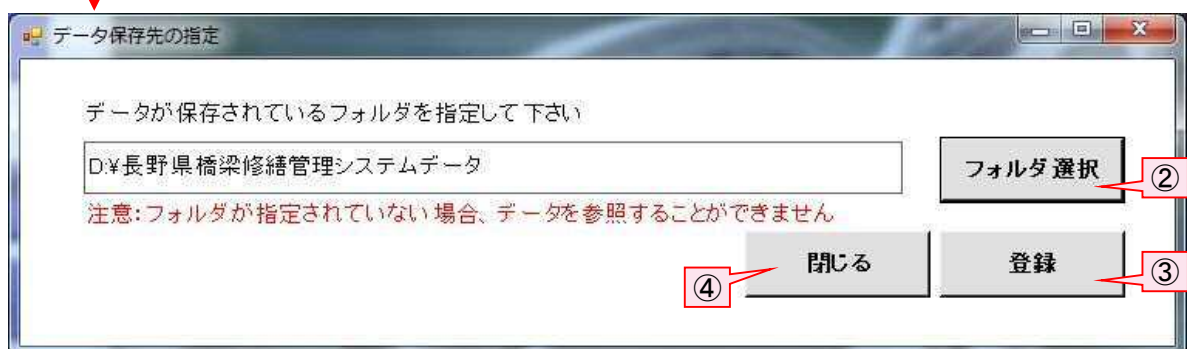 データ保存先の指定
データが保存されているフォルダを指定して下さい
D:¥長野県橋梁修繕管理システムデータ
フォルダ選択
②
注意:フォルダが指定されていない場合、データを参照することができません
閉じる
登録
③
④